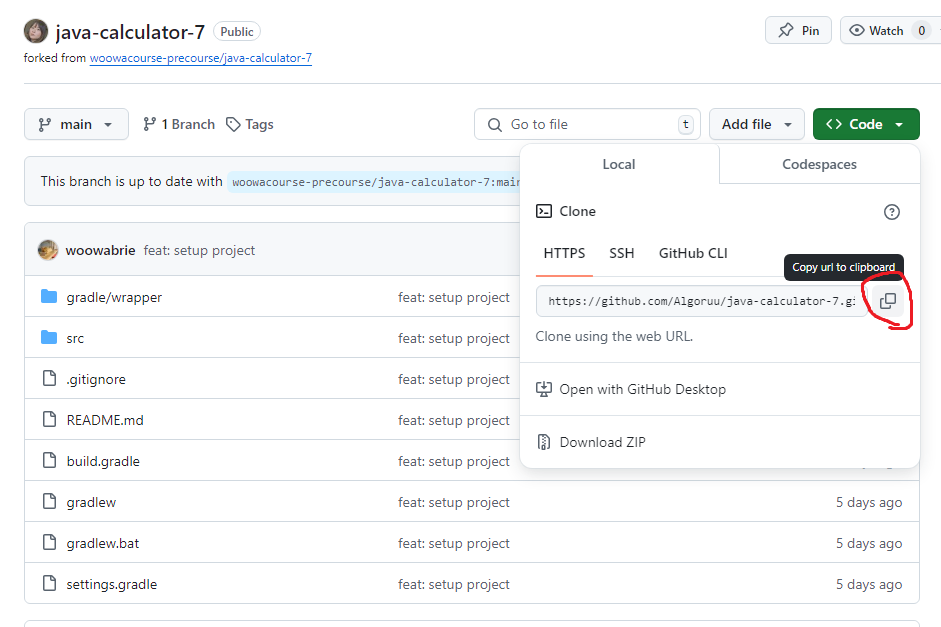 java-calculator-7 Public Pin Watch 0
forked from woowacourse-precourse/java-calculator-7
main 1 Branch Tags Go to file t Add file Code
Local Codespaces
This branch is up to date with woowacourse-precourse/java-calculator-7:main
Clone
woowabrie feat: setup project
HTTPS SSH GitHub CLI
Copy url to clipboard
gradle/wrapper feat: setup project
https://github.com/Algoruu/java-calculator-7.gi
src feat: setup project
Clone using the web URL.
.gitignore feat: setup project
Open with GitHub Desktop
README.md feat: setup project
Download ZIP
build.gradle feat: setup project
gradlew feat: setup project 5 days ago
gradlew.bat feat: setup project 5 days ago
settings.gradle feat: setup project 5 days ago